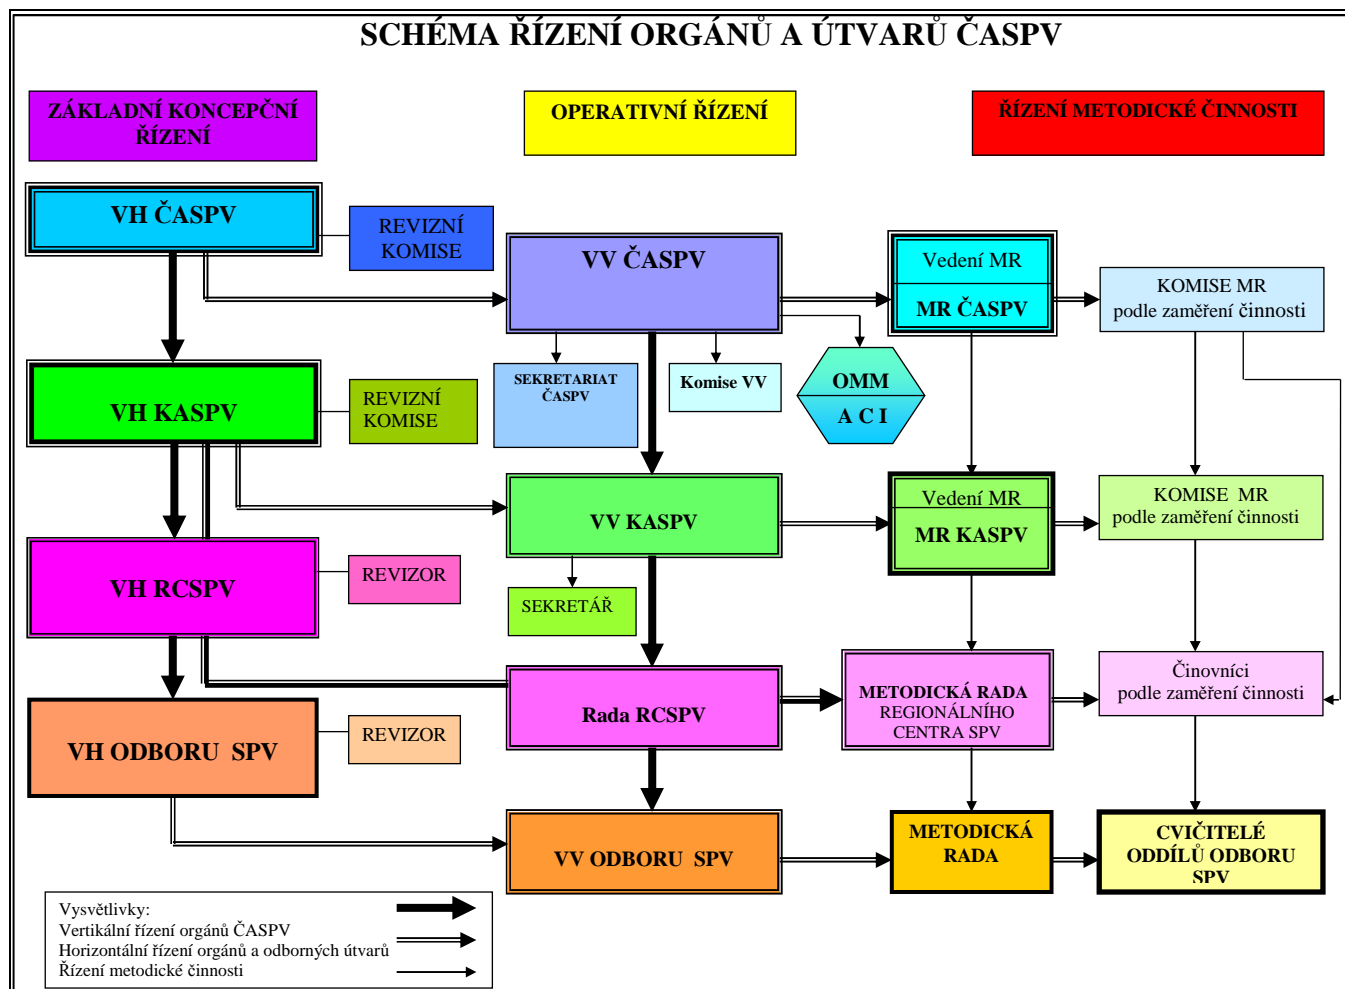 SCHÉMA ŘÍZENÍ ORGÁNŮ A ÚTVARŮ ČASPV
ZÁKLADNÍ KONCEPČNÍ
ŘÍZENÍ
OPERATIVNÍ ŘÍZENÍ
ŘÍZENÍ METODICKÉ ČINNOSTI
VH ČASPV
REVIZNÍ
KOMISE
VV ČASPV
Vedení MR
MR ČASPV
KOMISE MR
podle zaměření činnosti
SEKRETARIAT
ČASPV
Komise VV
OMM
A C I
VH KASPV
REVIZNÍ
KOMISE
VV KASPV
Vedení MR
MR KASPV
KOMISE MR
podle zaměření činnosti
VH RCSPV
REVIZOR
SEKRETÁŘ
Rada RCSPV
METODICKÁ RADA
REGIONÁLNÍHO
CENTRA SPV
Činovníci
podle zaměření činnosti
VH ODBORU SPV
REVIZOR
VV ODBORU SPV
METODICKÁ
RADA
CVIČITELÉ
ODDÍLŮ ODBORU
SPV
Vysvětlivky:
Vertikální řízení orgánů ČASPV
Horizontální řízení orgánů a odborných útvarů
Řízení metodické činnosti